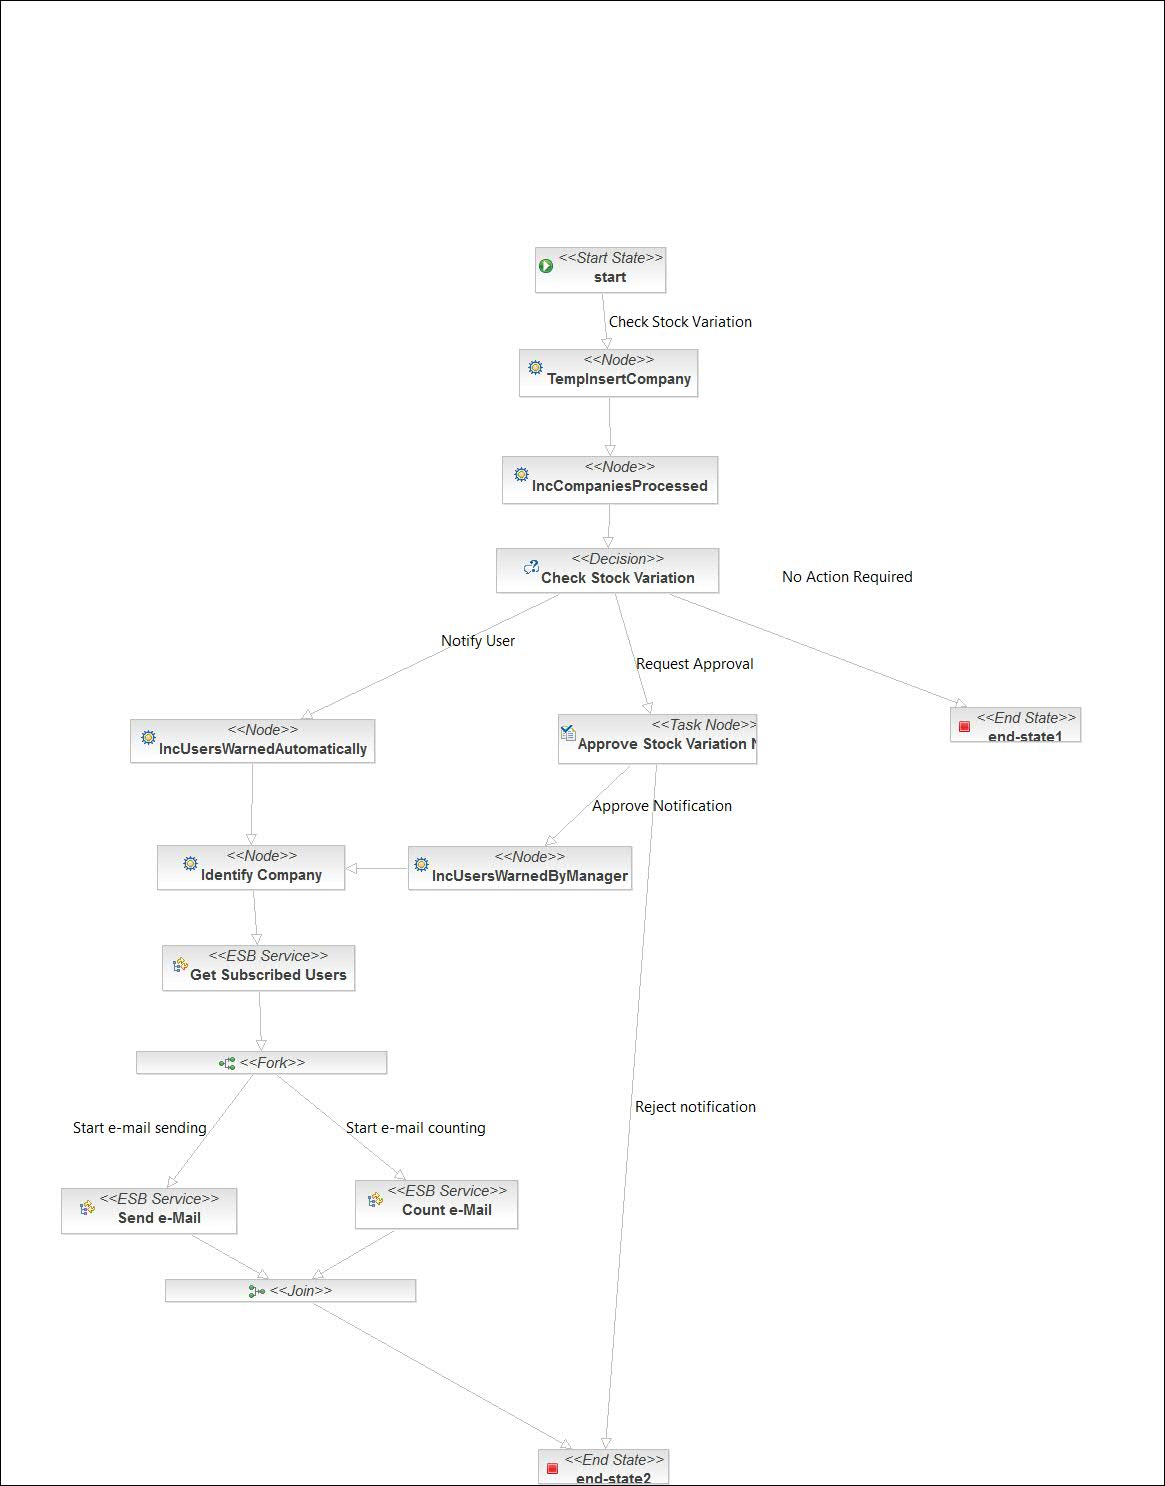 <<Start State>>
start
Check Stock Variation
<<Node>>
TempInsertCompany
<<Node>>
IncCompaniesProcessed
<<Decision>>
Check Stock Variation
No Action Required
Notify User
Request Approval
<<Node>>
IncUsersWarnedAutomatically
<<Task Node>>
Approve Stock Variation
<<End State>>
end-state1
Approve Notification
<<Node>>
Identify Company
<<Node>>
IncUsersWarnedByManager
<<ESB Service>>
Get Subscribed Users
<<Fork>>
Reject notification
Start e-mail sending
Start e-mail counting
<<ESB Service>>
Send e-Mail
<<ESB Service>>
Count e-Mail
<<Join>>
<<End State>>
end-state2